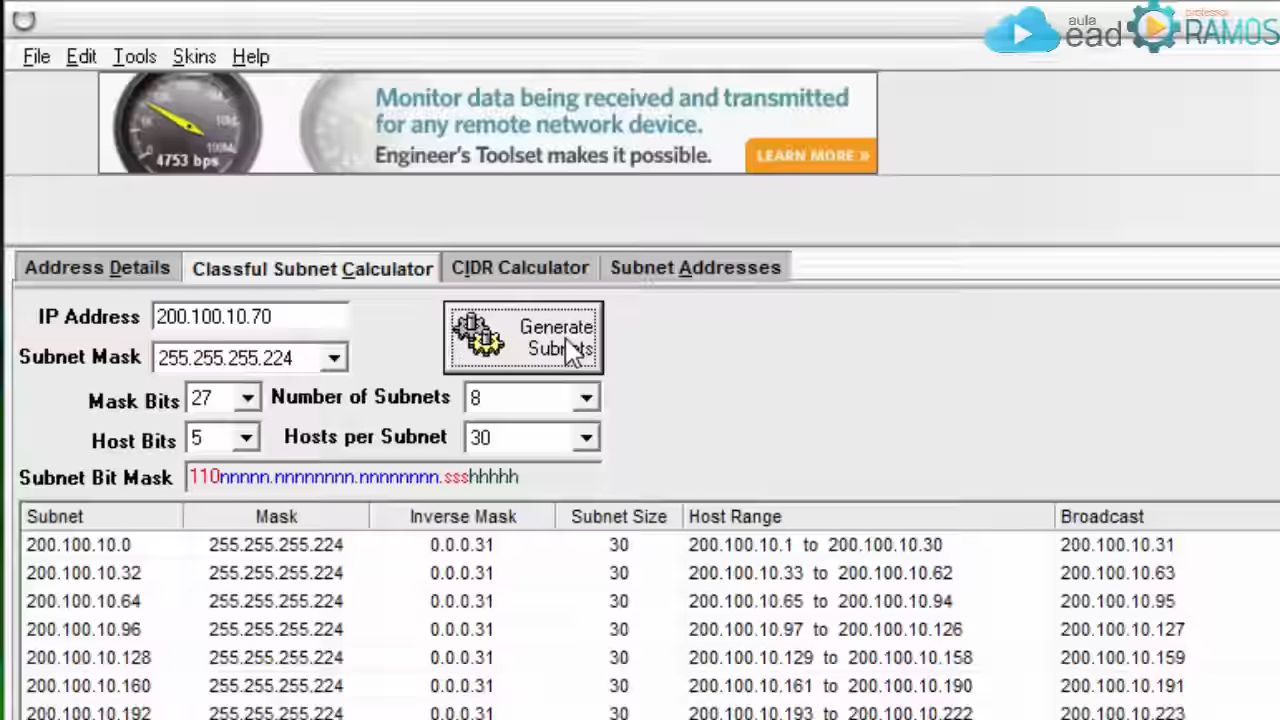 aula
ead
professor
RAMOS
File Edit Tools Skins Help
Monitor data being received and transmitted
for any remote network device.
Engineer's Toolset makes it possible.
LEARN MORE »
4753 bps
Address Details Classful Subnet Calculator CIDR Calculator Subnet Addresses
IP Address 200.100.10.70
Generate
Subnets
Subnet Mask 255.255.255.224
Mask Bits 27 Number of Subnets 8
Host Bits 5 Hosts per Subnet 30
Subnet Bit Mask 110nnnnn.nnnnnnnn.nnnnnnnn.ssshhhhh
Subnet Mask Inverse Mask Subnet Size Host Range Broadcast
200.100.10.0 255.255.255.224 0.0.0.31 30 200.100.10.1 to 200.100.10.30 200.100.10.31
200.100.10.32 255.255.255.224 0.0.0.31 30 200.100.10.33 to 200.100.10.62 200.100.10.63
200.100.10.64 255.255.255.224 0.0.0.31 30 200.100.10.65 to 200.100.10.94 200.100.10.95
200.100.10.96 255.255.255.224 0.0.0.31 30 200.100.10.97 to 200.100.10.126 200.100.10.127
200.100.10.128 255.255.255.224 0.0.0.31 30 200.100.10.129 to 200.100.10.158 200.100.10.159
200.100.10.160 255.255.255.224 0.0.0.31 30 200.100.10.161 to 200.100.10.190 200.100.10.191
200.100.10.192 255.255.255.224 0.0.0.31 30 200.100.10.193 to 200.100.10.222 200.100.10.223